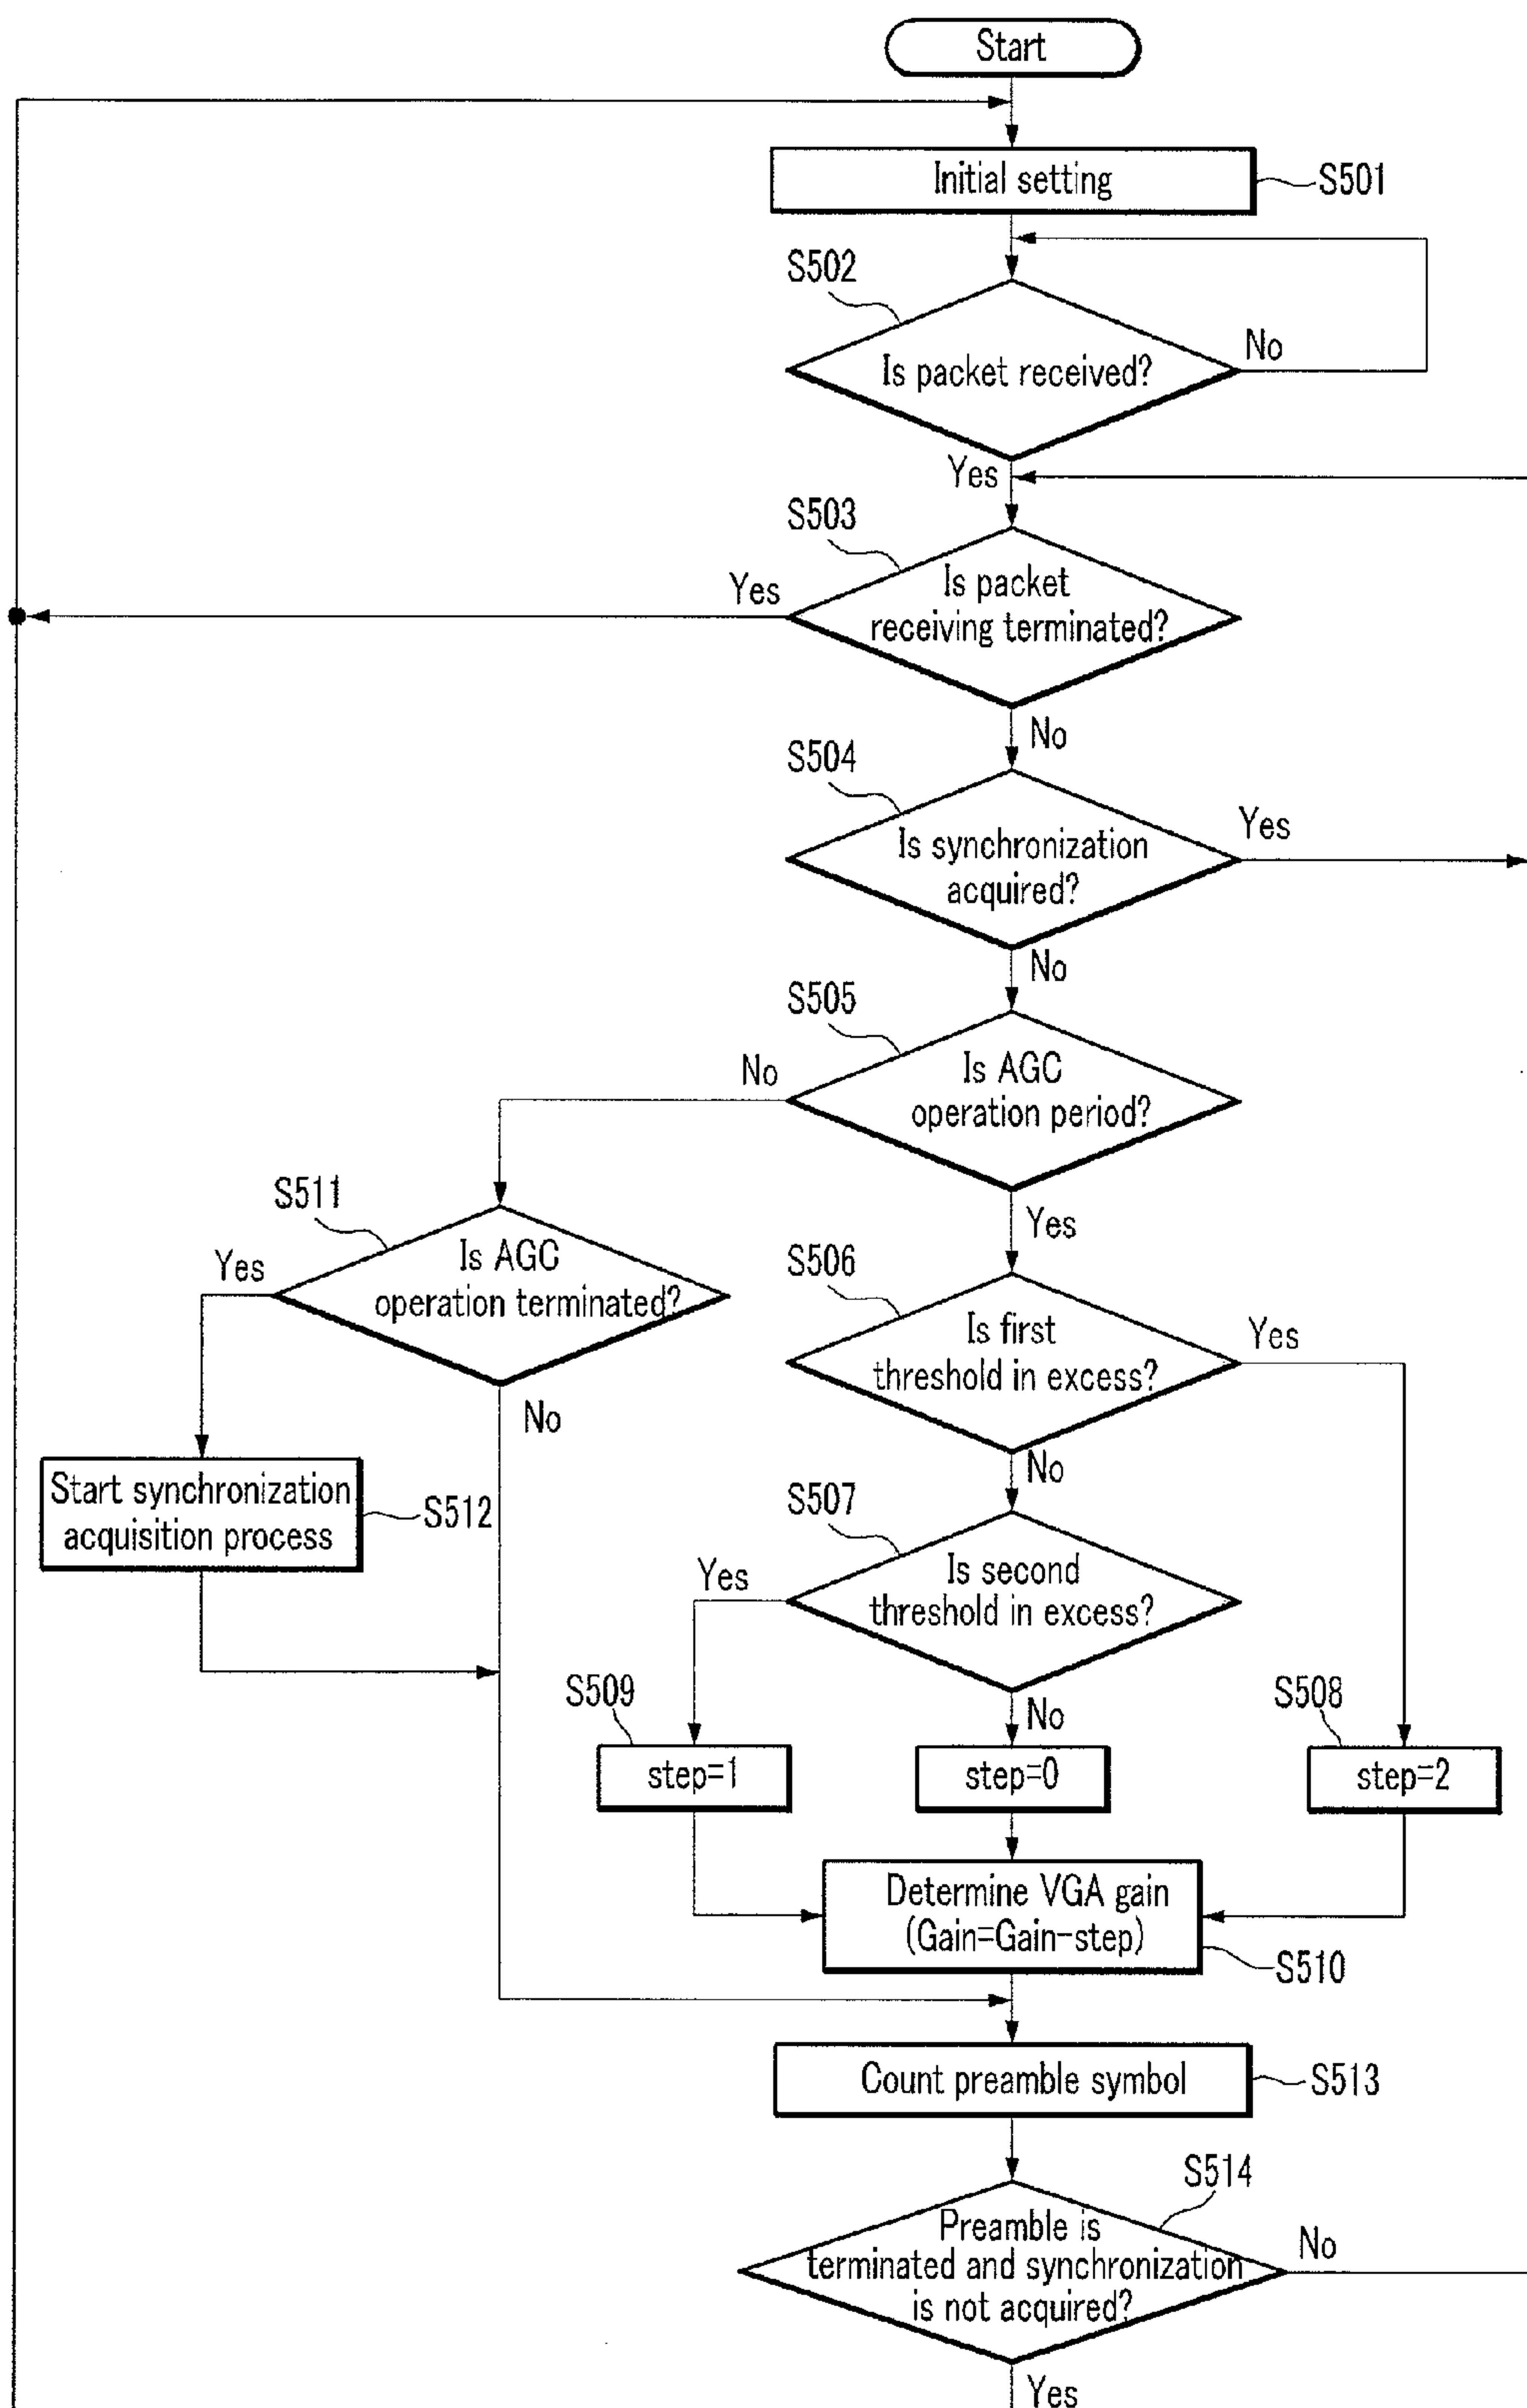 Start
Initial setting
S501
S502
Is packet received?
No
Yes
S503
Is packet
receiving terminated?
Yes
No
S504
Is synchronization
acquired?
Yes
No
S505
Is AGC
operation period?
No
Yes
S511
Is AGC
operation terminated?
Yes
No
S506
Is first
threshold in excess?
Yes
No
Start synchronization
acquisition process
S512
S507
Is second
threshold in excess?
Yes
No
S509
step=1
step=0
S508
step=2
Determine VGA gain
(Gain=Gain-step)
S510
Count preamble symbol
S513
S514
Preamble is
terminated and synchronization
is not acquired?
No
Yes